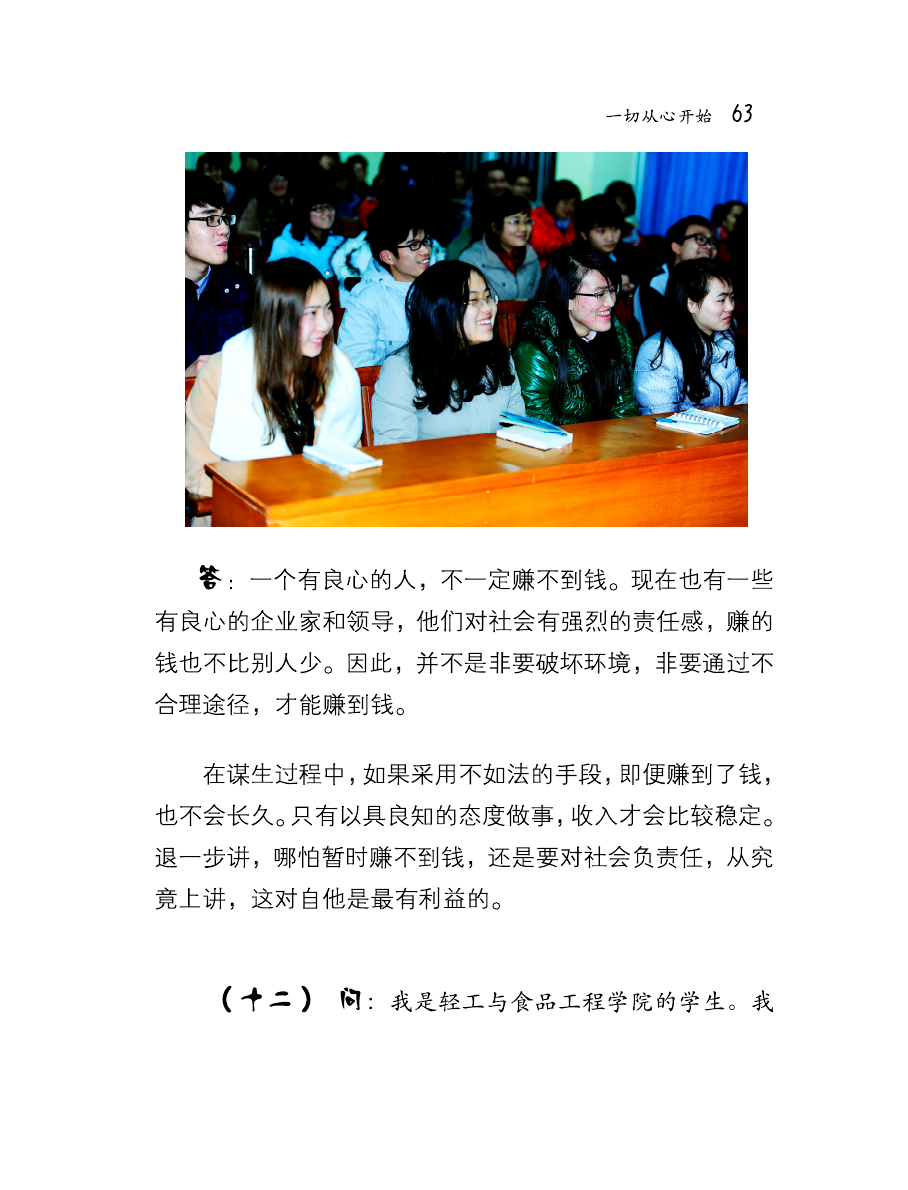 一切从心开始 63
答：一个有良心的人，不一定赚不到钱。现在也有一些
有良心的企业家和领导，他们对社会有强烈的责任感，赚的
钱也不比别人少。因此，并不是非要破坏环境，非要通过不
合理途径，才能赚到钱。
在谋生过程中，如果采用不如法的手段，即便赚到了钱，
也不会长久。只有以具良知的态度做事，收入才会比较稳定。
退一步讲，哪怕暂时赚不到钱，还是要对社会负责任，从究
竟上讲，这对自他是最有利益的。
（十二） 问：我是轻工与食品工程学院的学生。我